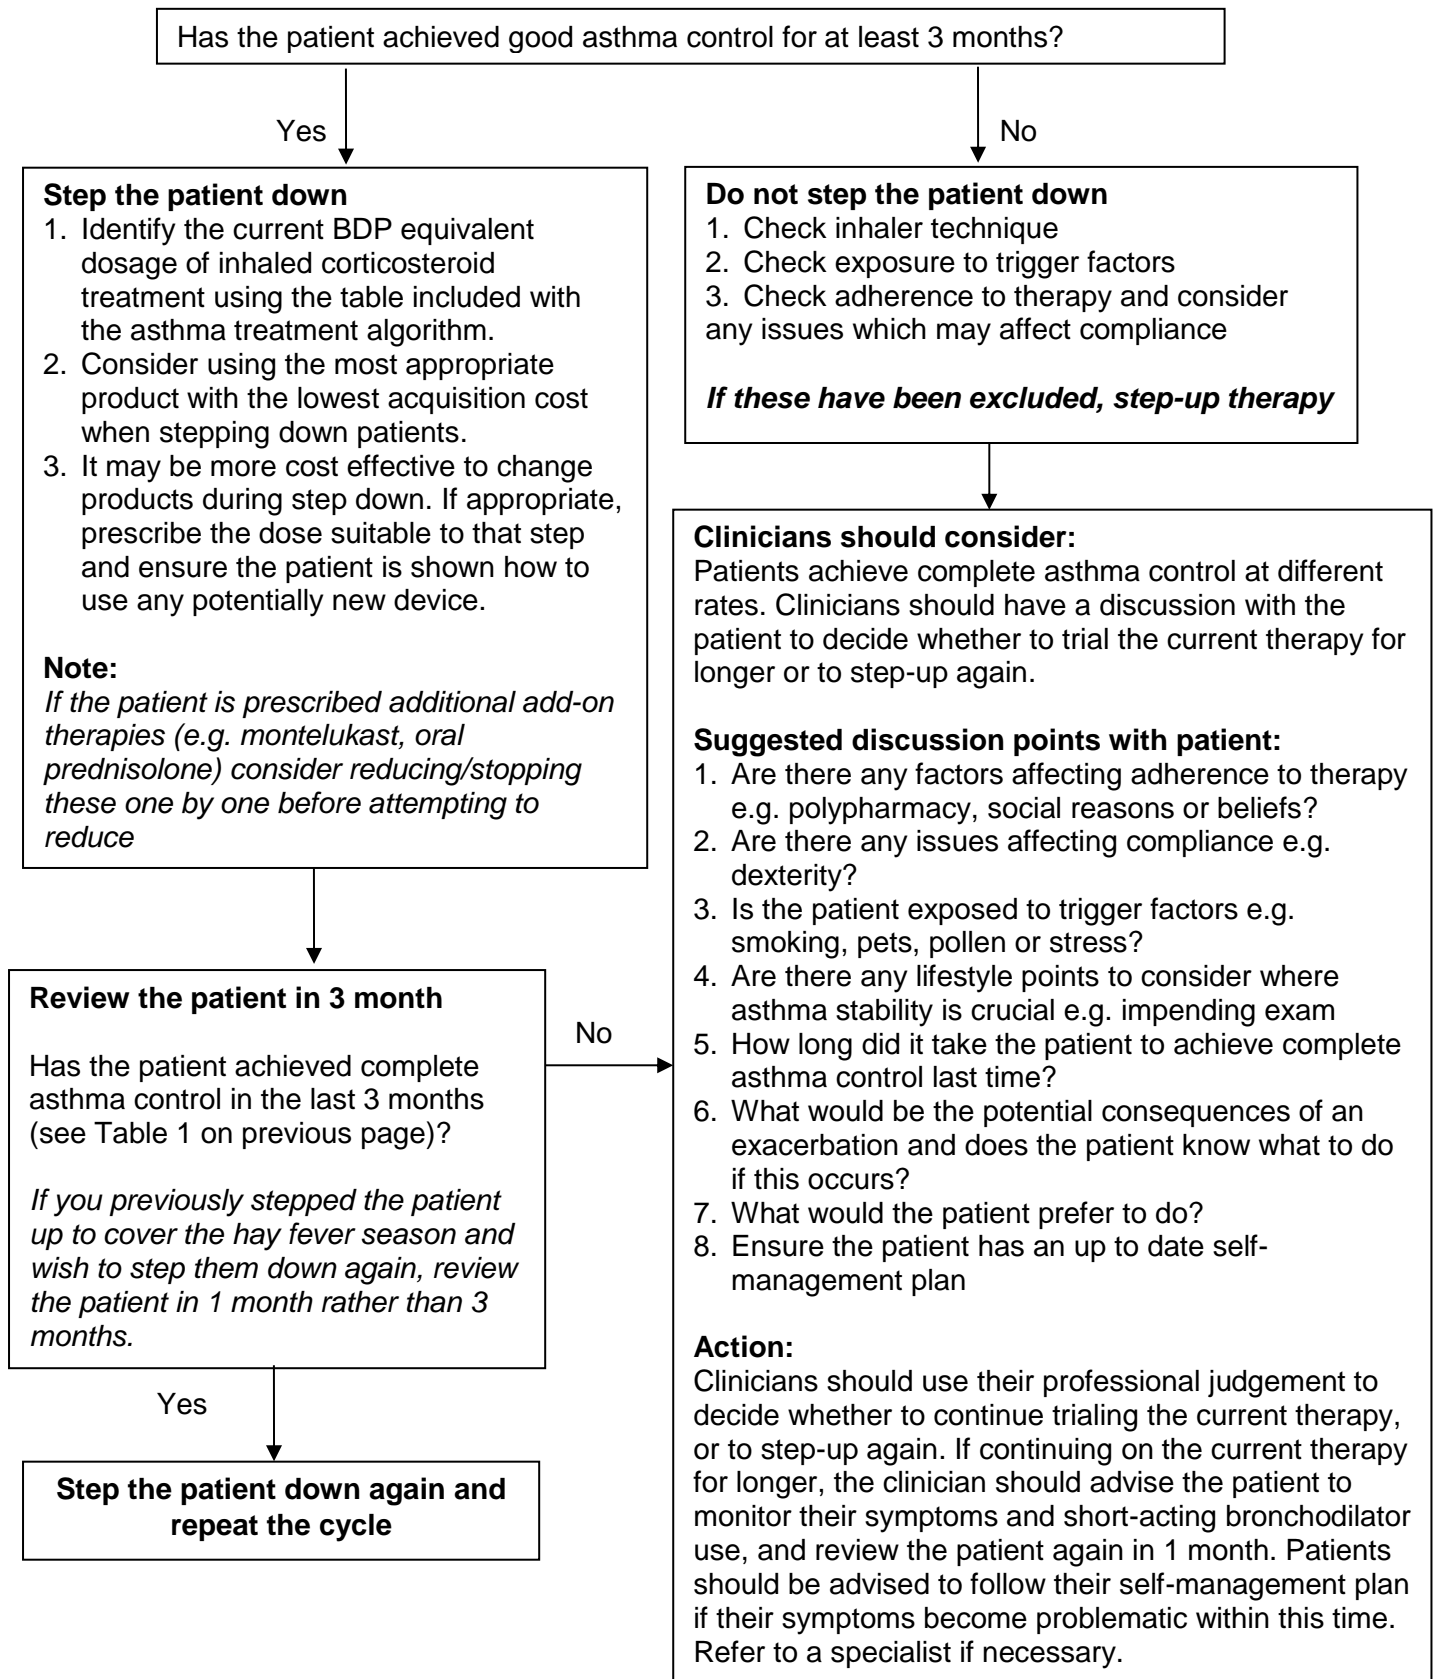 Has the patient achieved good asthma control for at least 3 months?
Yes
No
Step the patient down
1. Identify the current BDP equivalent
dosage of inhaled corticosteroid
treatment using the table included with
the asthma treatment algorithm.
2. Consider using the most appropriate
product with the lowest acquisition cost
when stepping down patients.
3. It may be more cost effective to change
products during step down. If appropriate,
prescribe the dose suitable to that step
and ensure the patient is shown how to
use any potentially new device.
Note:
If the patient is prescribed additional add-on
therapies (e.g. montelukast, oral
prednisolone) consider reducing/stopping
these one by one before attempting to
reduce
Do not step the patient down
1. Check inhaler technique
2. Check exposure to trigger factors
3. Check adherence to therapy and consider
any issues which may affect compliance
If these have been excluded, step-up therapy
Review the patient in 3 month
Has the patient achieved complete
asthma control in the last 3 months
(see Table 1 on previous page)?
If you previously stepped the patient
up to cover the hay fever season and
wish to step them down again, review
the patient in 1 month rather than 3
months.
No
Yes
Step the patient down again and
repeat the cycle
Clinicians should consider:
Patients achieve complete asthma control at different
rates. Clinicians should have a discussion with the
patient to decide whether to trial the current therapy for
longer or to step-up again.
Suggested discussion points with patient:
1. Are there any factors affecting adherence to therapy
e.g. polypharmacy, social reasons or beliefs?
2. Are there any issues affecting compliance e.g.
dexterity?
3. Is the patient exposed to trigger factors e.g.
smoking, pets, pollen or stress?
4. Are there any lifestyle points to consider where
asthma stability is crucial e.g. impending exam
5. How long did it take the patient to achieve complete
asthma control last time?
6. What would be the potential consequences of an
exacerbation and does the patient know what to do
if this occurs?
7. What would the patient prefer to do?
8. Ensure the patient has an up to date self-
management plan
Action:
Clinicians should use their professional judgement to
decide whether to continue trialing the current therapy,
or to step-up again. If continuing on the current therapy
for longer, the clinician should advise the patient to
monitor their symptoms and short-acting bronchodilator
use, and review the patient again in 1 month. Patients
should be advised to follow their self-management plan
if their symptoms become problematic within this time.
Refer to a specialist if necessary.